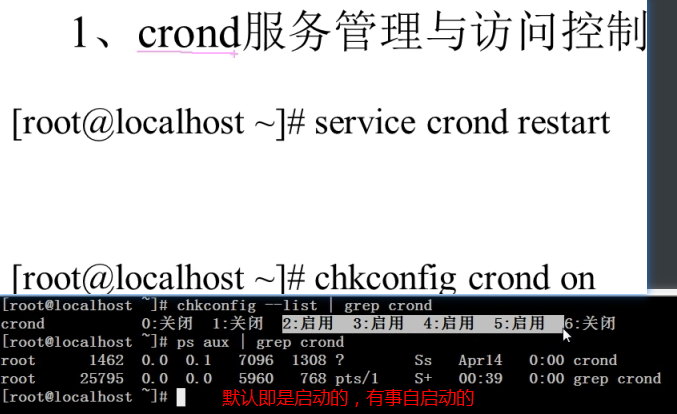 1、crond服务管理与访问控制
[root@localhost ~]# service crond restart
[root@localhost ~]# chkconfig crond on
[root@localhost ~]# chkconfig --list | grep crond
crond 0:关闭 1:关闭 2:启用 3:启用 4:启用 5:启用 6:关闭
[root@localhost ~]# ps aux | grep crond
root 1462 0.0 0.1 7096 1308 ? Ss Apr14 0:00 crond
root 25795 0.0 0.0 5960 768 pts/1 S+ 00:39 0:00 grep crond
[root@localhost ~]# 默认即是启动的，有事自启动的